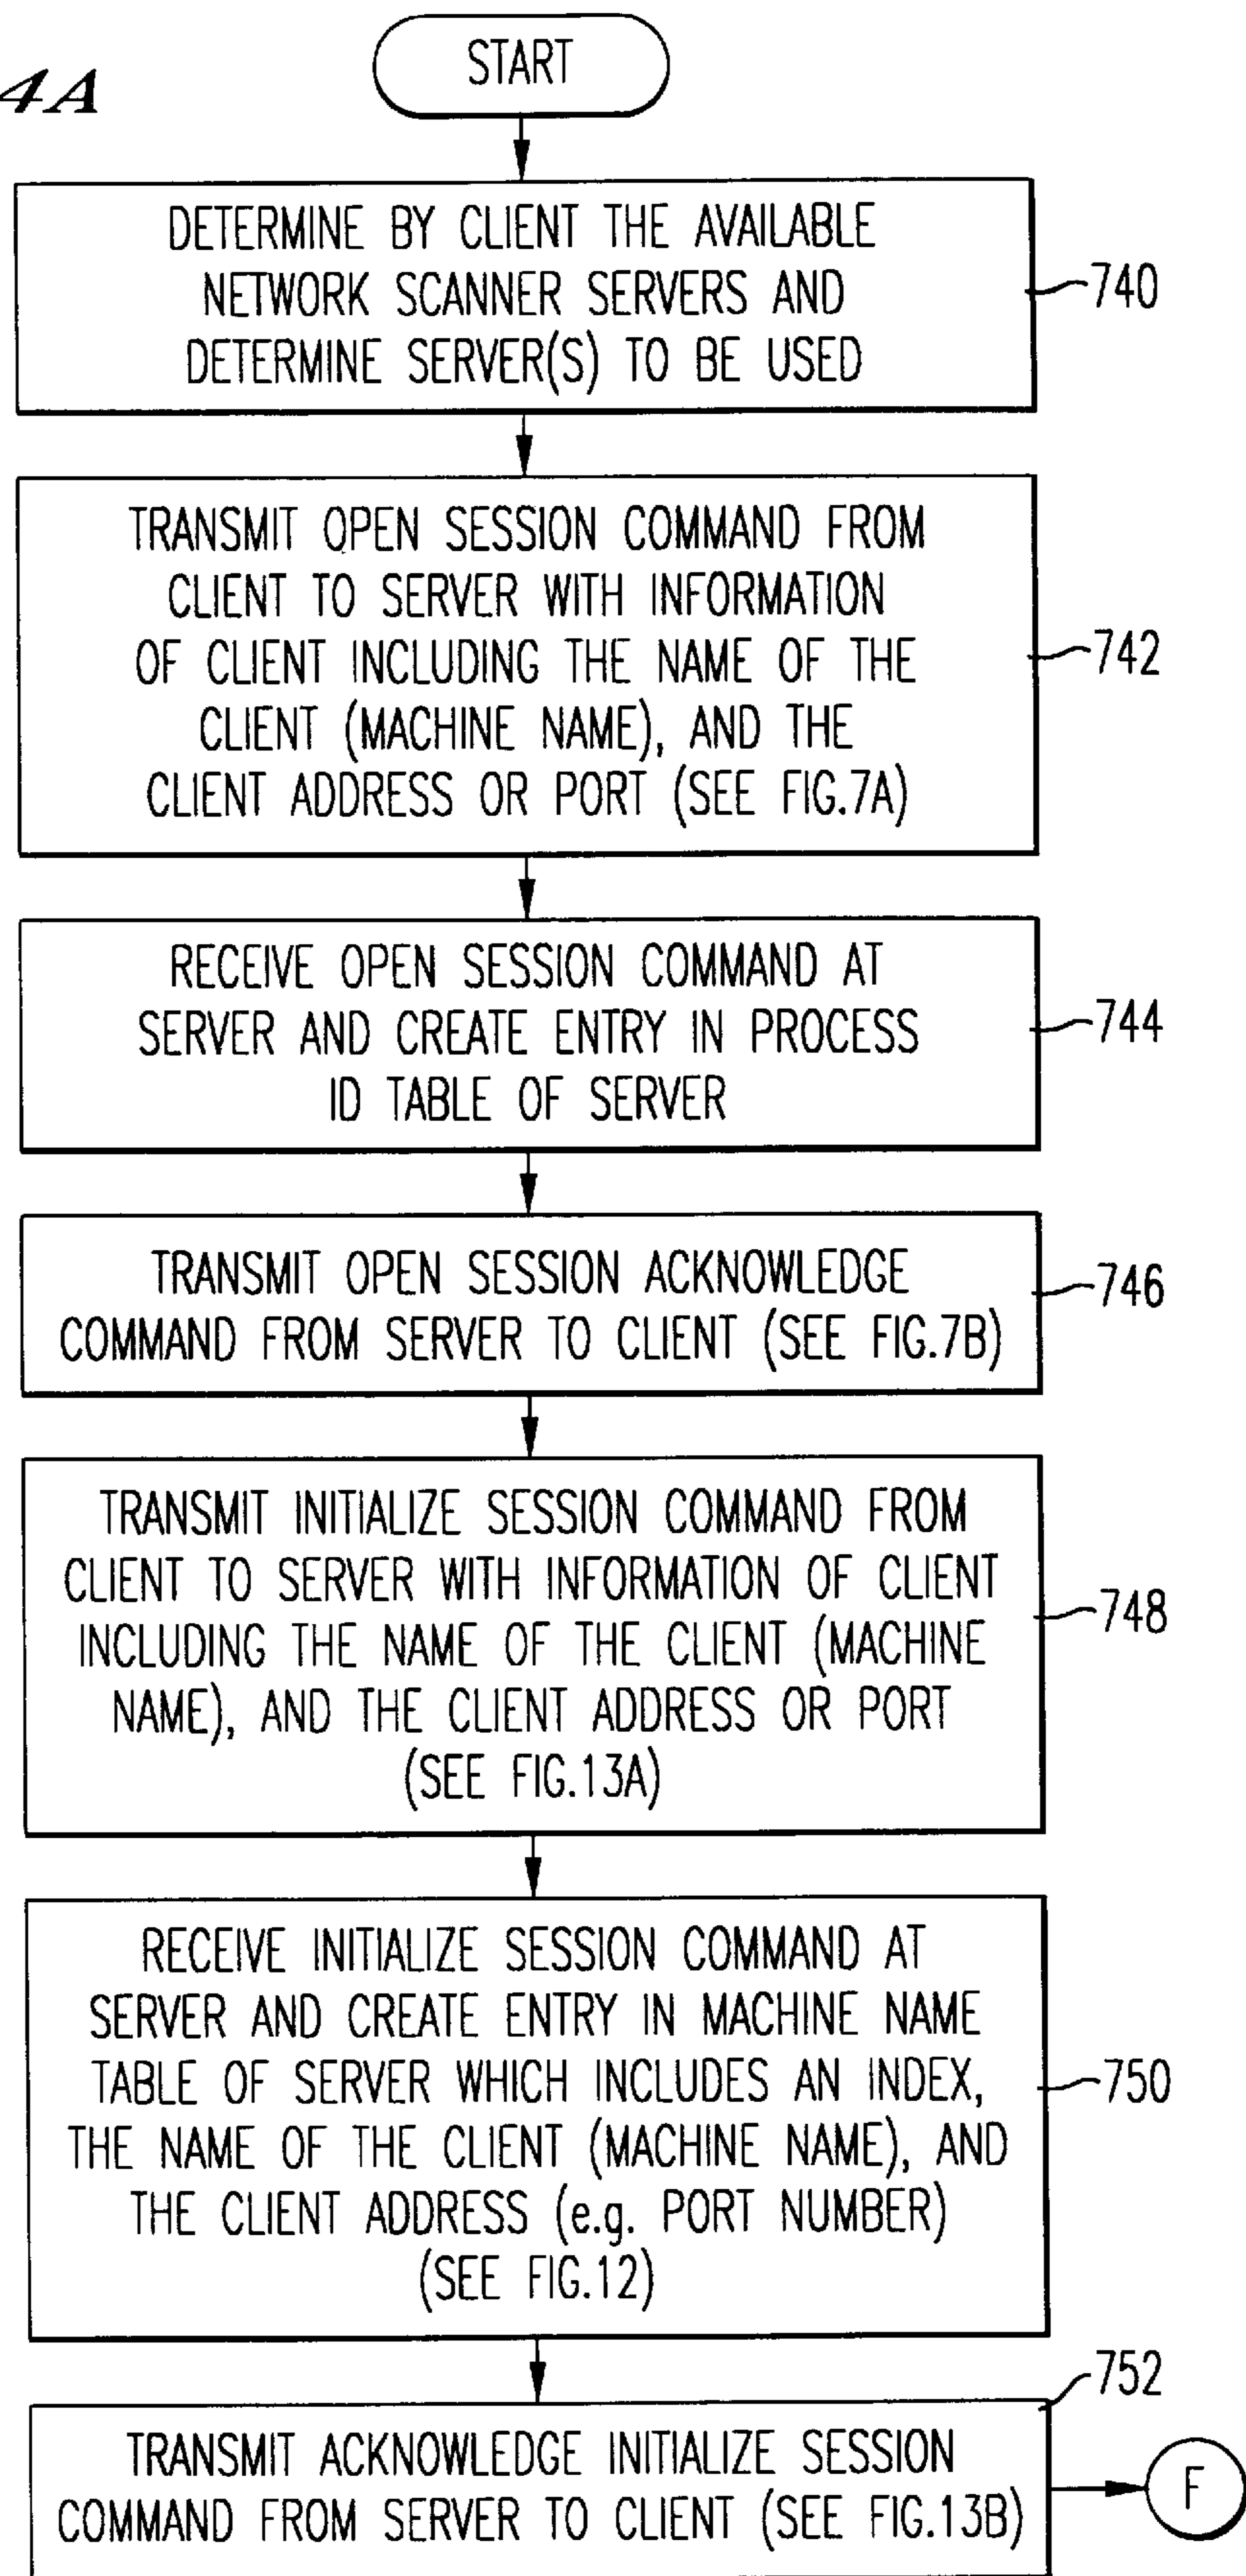 4A
START
DETERMINE BY CLIENT THE AVAILABLE
NETWORK SCANNER SERVERS AND
DETERMINE SERVER(S) TO BE USED
740
TRANSMIT OPEN SESSION COMMAND FROM
CLIENT TO SERVER WITH INFORMATION
OF CLIENT INCLUDING THE NAME OF THE
CLIENT (MACHINE NAME), AND THE
CLIENT ADDRESS OR PORT (SEE FIG.7A)
742
RECEIVE OPEN SESSION COMMAND AT
SERVER AND CREATE ENTRY IN PROCESS
ID TABLE OF SERVER
744
TRANSMIT OPEN SESSION ACKNOWLEDGE
COMMAND FROM SERVER TO CLIENT (SEE FIG.7B)
746
TRANSMIT INITIALIZE SESSION COMMAND FROM
CLIENT TO SERVER WITH INFORMATION OF CLIENT
INCLUDING THE NAME OF THE CLIENT (MACHINE
NAME), AND THE CLIENT ADDRESS OR PORT
(SEE FIG.13A)
748
RECEIVE INITIALIZE SESSION COMMAND AT
SERVER AND CREATE ENTRY IN MACHINE NAME
TABLE OF SERVER WHICH INCLUDES AN INDEX,
THE NAME OF THE CLIENT (MACHINE NAME), AND
THE CLIENT ADDRESS (e.g. PORT NUMBER)
(SEE FIG.12)
750
752
TRANSMIT ACKNOWLEDGE INITIALIZE SESSION
COMMAND FROM SERVER TO CLIENT (SEE FIG.13B)
F